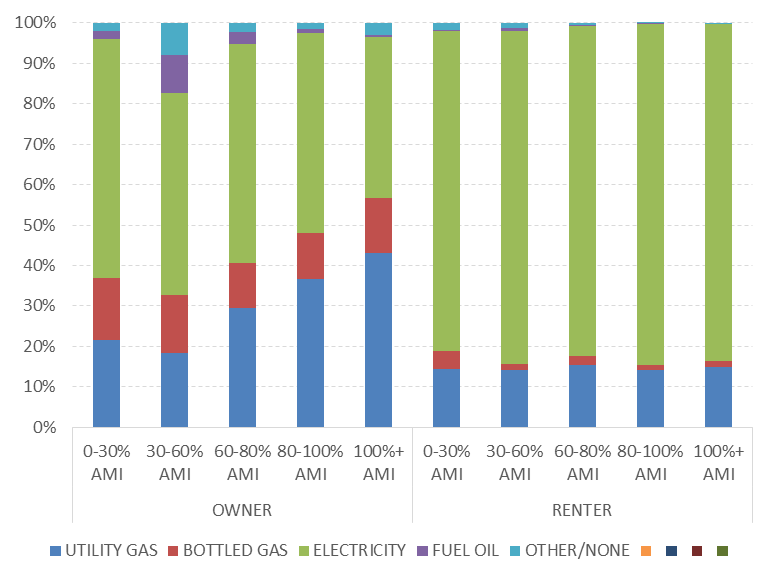 100%
90%
80%
70%
60%
50%
40%
30%
20%
10%
0%
0-30% 30-60% 60-80% 80-100% 100%+ 0-30% 30-60% 60-80% 80-100% 100%+
AMI AMI AMI AMI AMI AMI AMI AMI AMI AMI
OWNER RENTER
UTILITY GAS BOTTLED GAS ELECTRICITY FUEL OIL OTHER/NONE